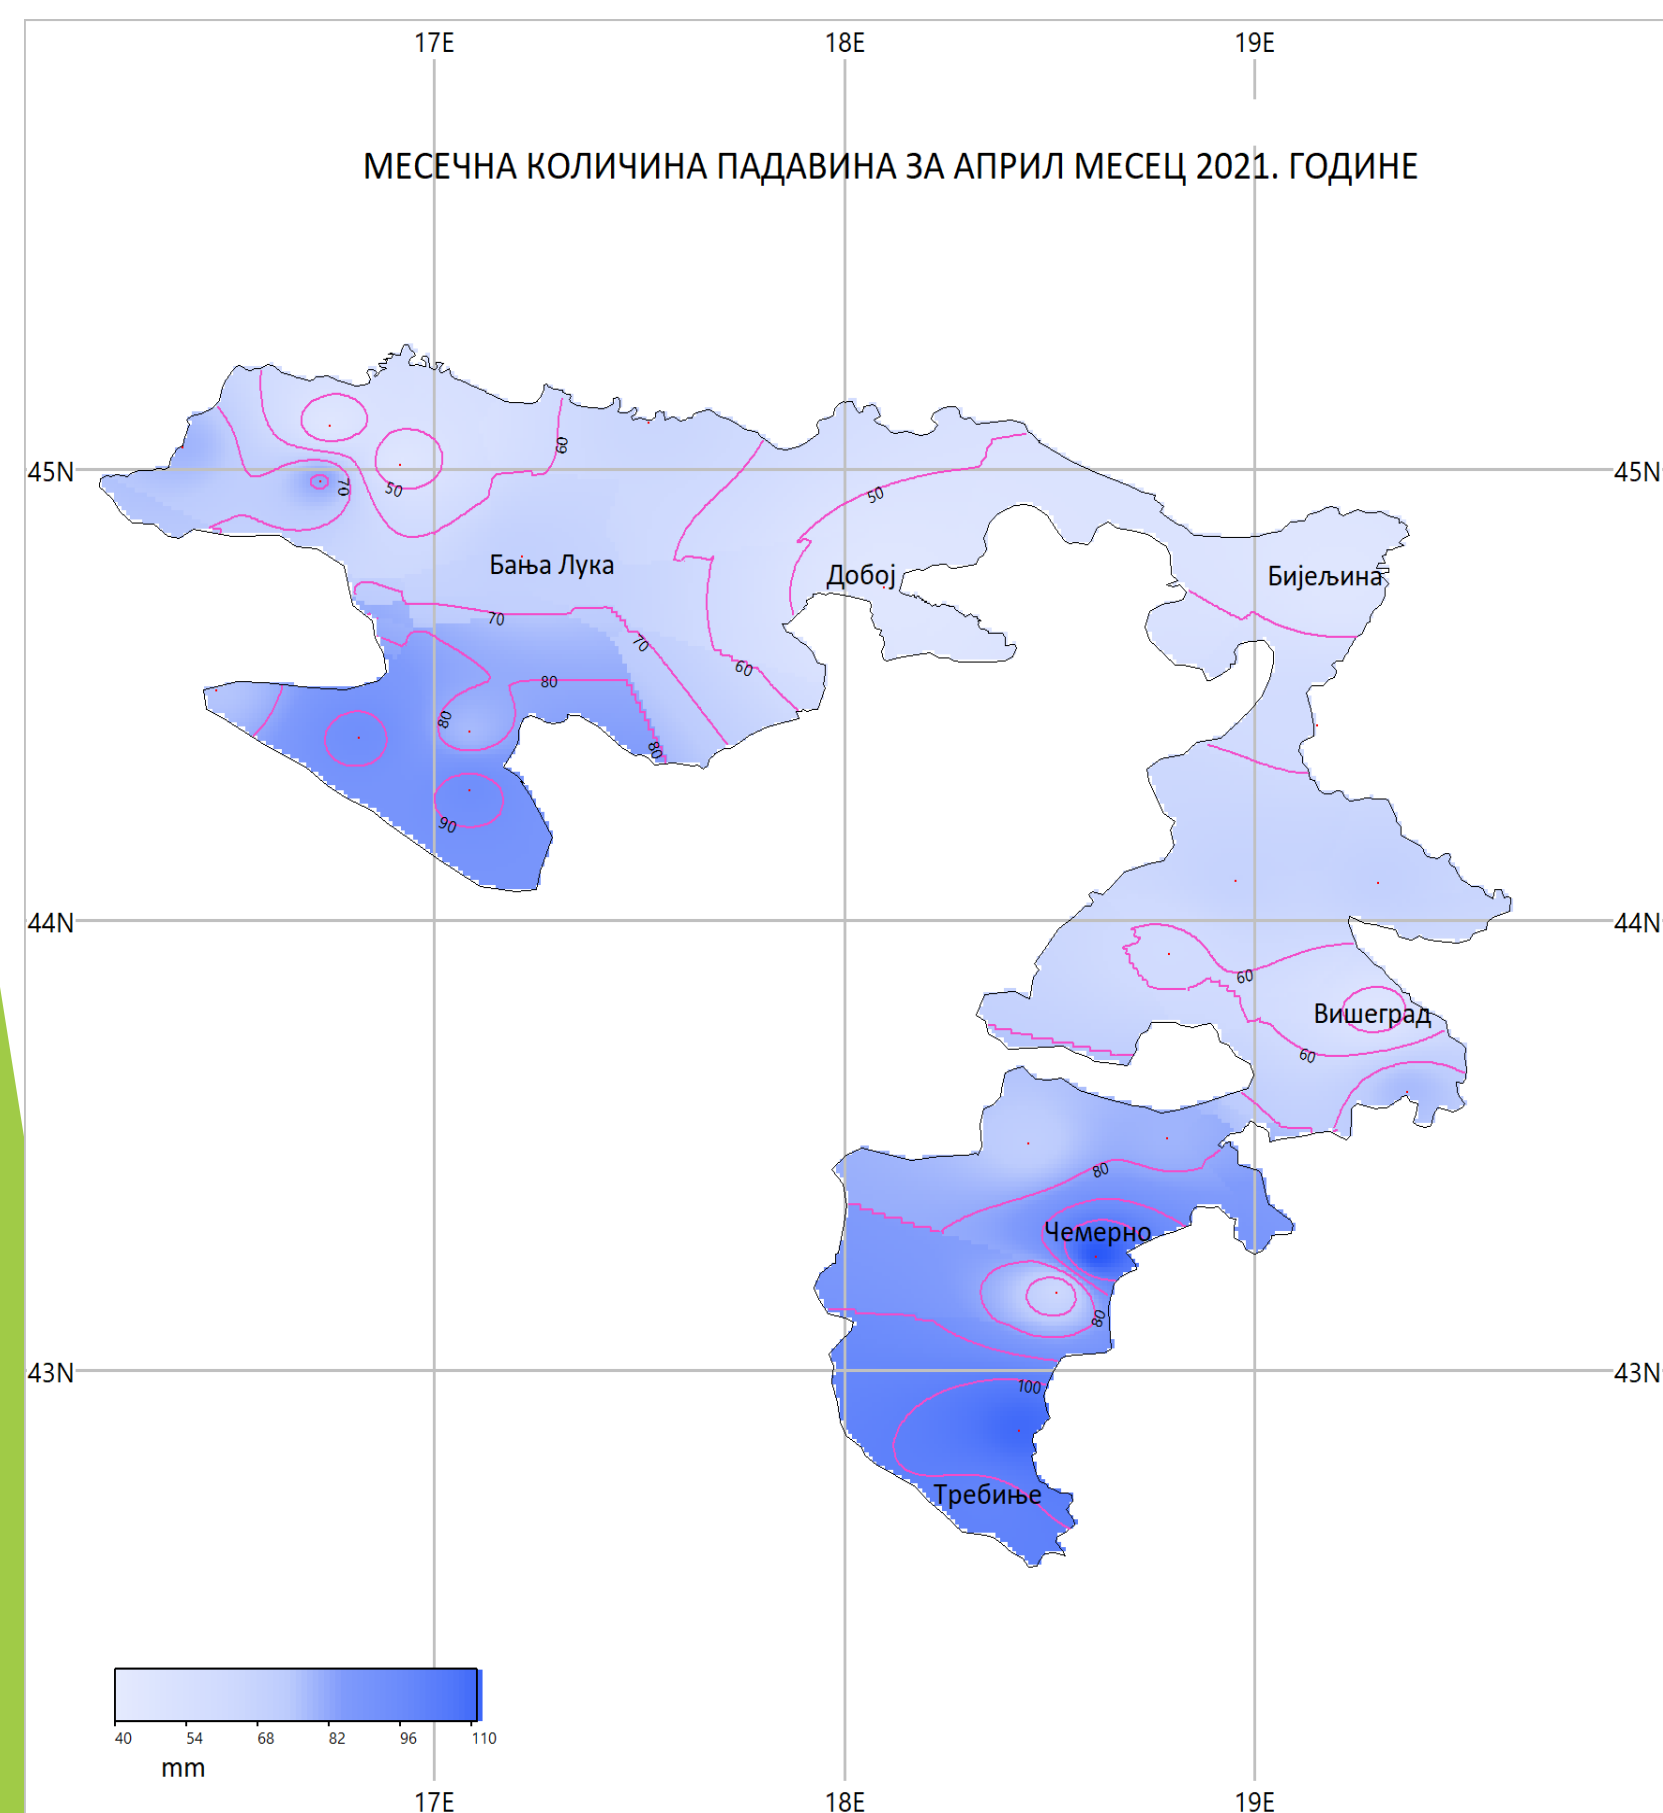 17E 18E 19E
МЕСЕЧНА КОЛИЧИНА ПАДАВИНА ЗА АПРИЛ МЕСЕЦ 2021. ГОДИНЕ
60
45N 45N
70 50 50
Бања Лука Добој Бијељина
70
70
60
80
80
80
90
44N 44N
60
Вишеград
60
80
Чемерно
80
43N 43N
100
Требиње
40 54 68 82 96 110
mm
17E 18E 19E